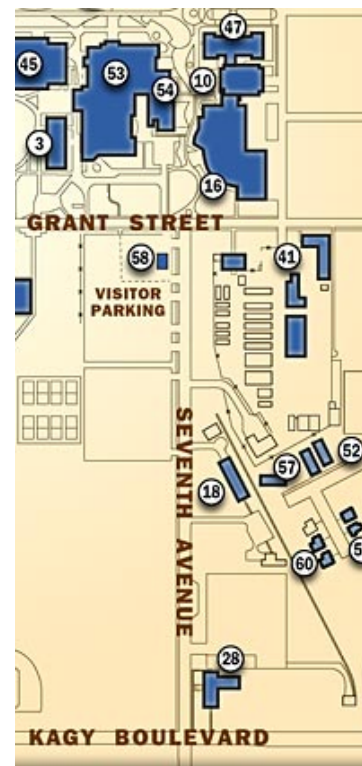 47
45
53
10
54
3
16
GRANT STREET
58
41
VISITOR
PARKING
SEVENTH AVENUE
52
57
18
60
28
KAGY BOULEVARD